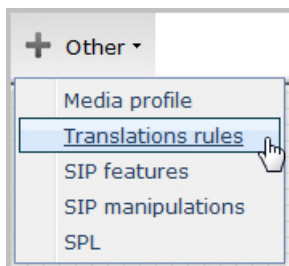 Other
Media profile
Translations rules
SIP features
SIP manipulations
SPL